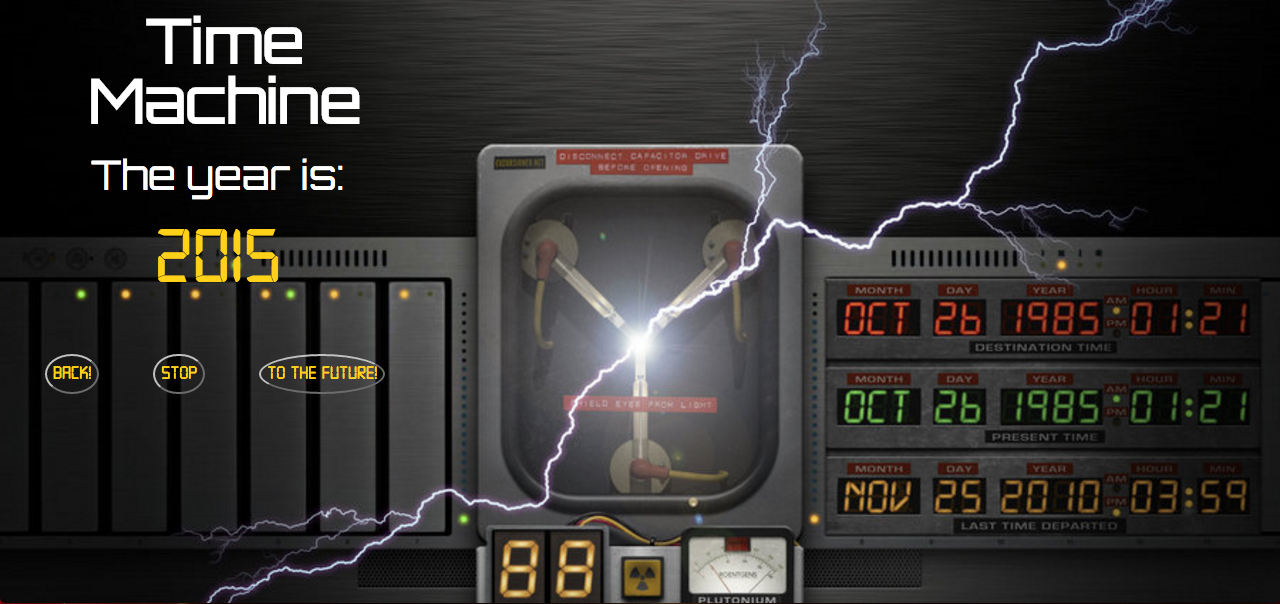 Time
Machine
The year is:
2015
BACK! STOP TO THE FUTURE!
DISCONNECT CAPACITOR DRIVE
BEFORE OPENING
SHIELD EYES FROM LIGHT
MONTH DAY YEAR AM HOUR MIN
OCT 26 1985 PM 01:21
DESTINATION TIME
MONTH DAY YEAR AM HOUR MIN
OCT 26 1985 PM 01:21
PRESENT TIME
MONTH DAY YEAR AM HOUR MIN
NOV 25 2010 PM 03:59
LAST TIME DEPARTED
88
ROENTGENS
PLUTONIUM